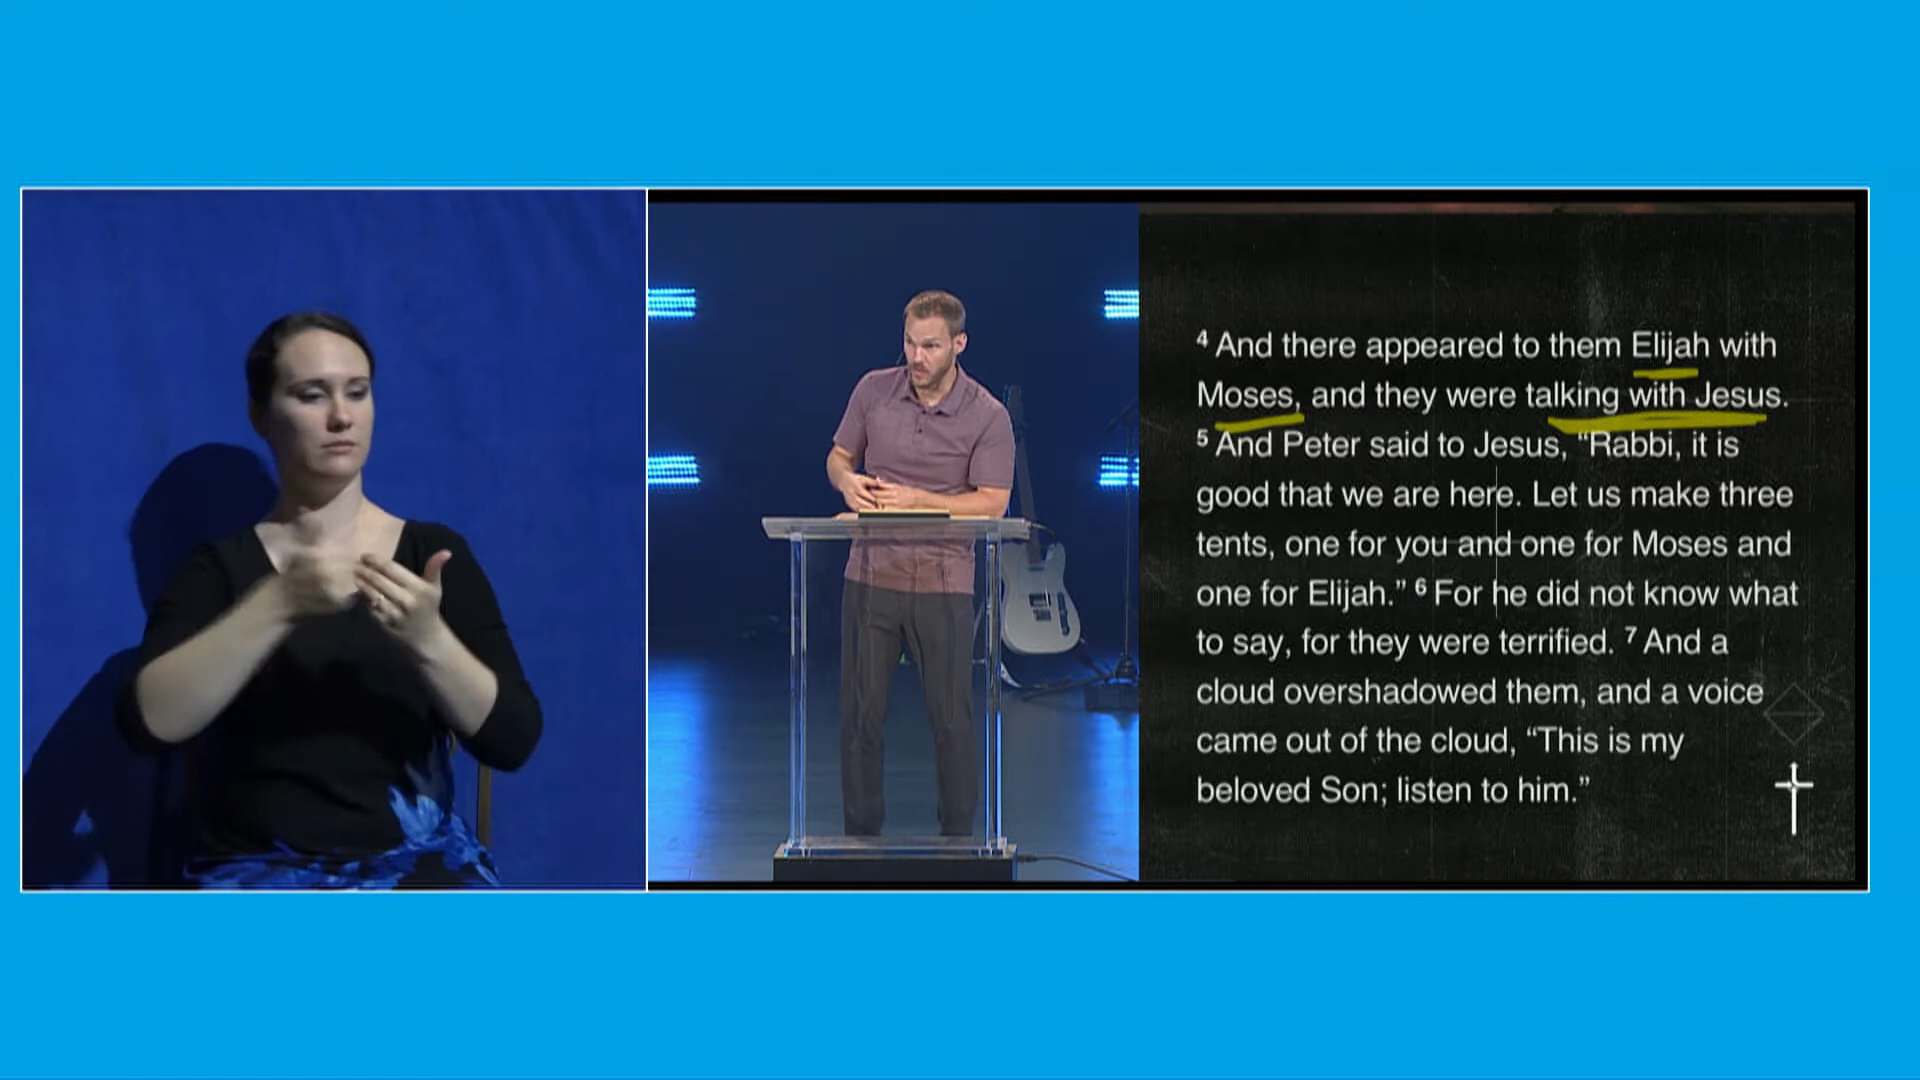 ⁴ And there appeared to them Elijah with
Moses, and they were talking with Jesus.
⁵ And Peter said to Jesus, “Rabbi, it is
good that we are here. Let us make three
tents, one for you and one for Moses and
one for Elijah.” ⁶ For he did not know what
to say, for they were terrified. ⁷ And a
cloud overshadowed them, and a voice
came out of the cloud, “This is my
beloved Son; listen to him.”